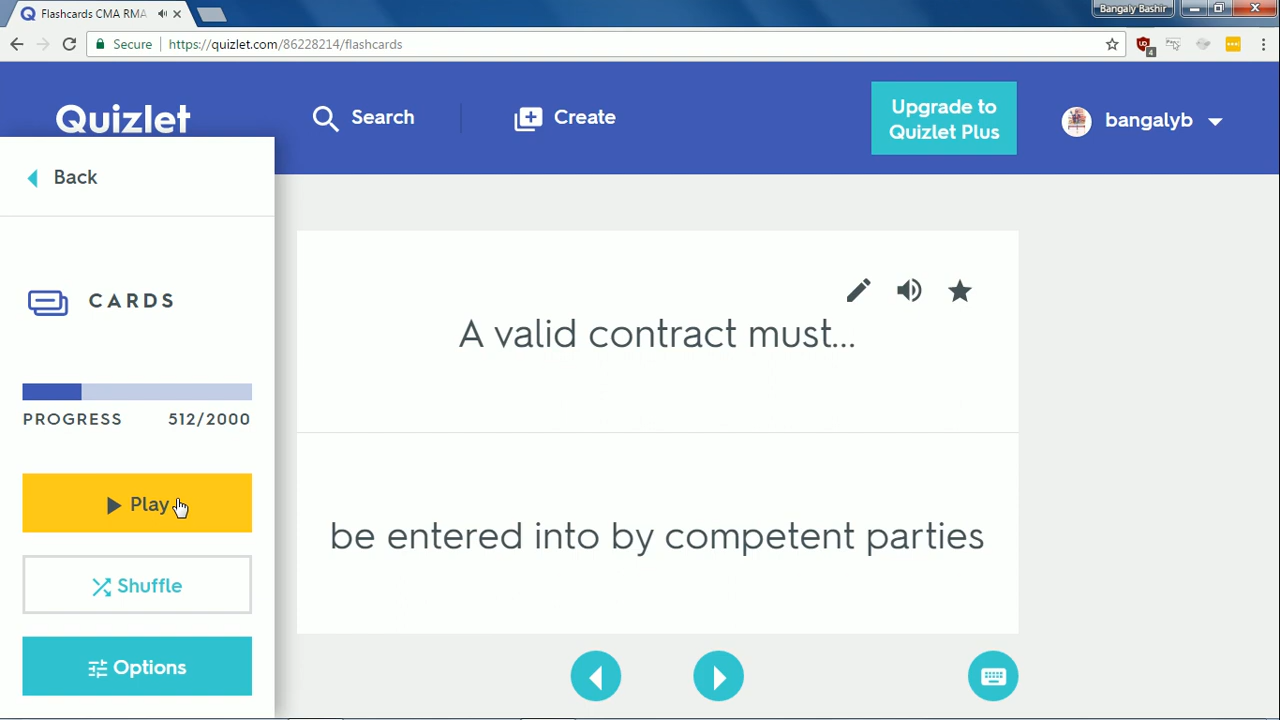 Flashcards CMA RMA
Bangaly Bashir
Secure
https://quizlet.com/86228214/flashcards
4
Quizlet
Search
Create
Upgrade to
Quizlet Plus
bangalyb
Back
CARDS
PROGRESS 512/2000
Play
Shuffle
Options
A valid contract must...
be entered into by competent parties